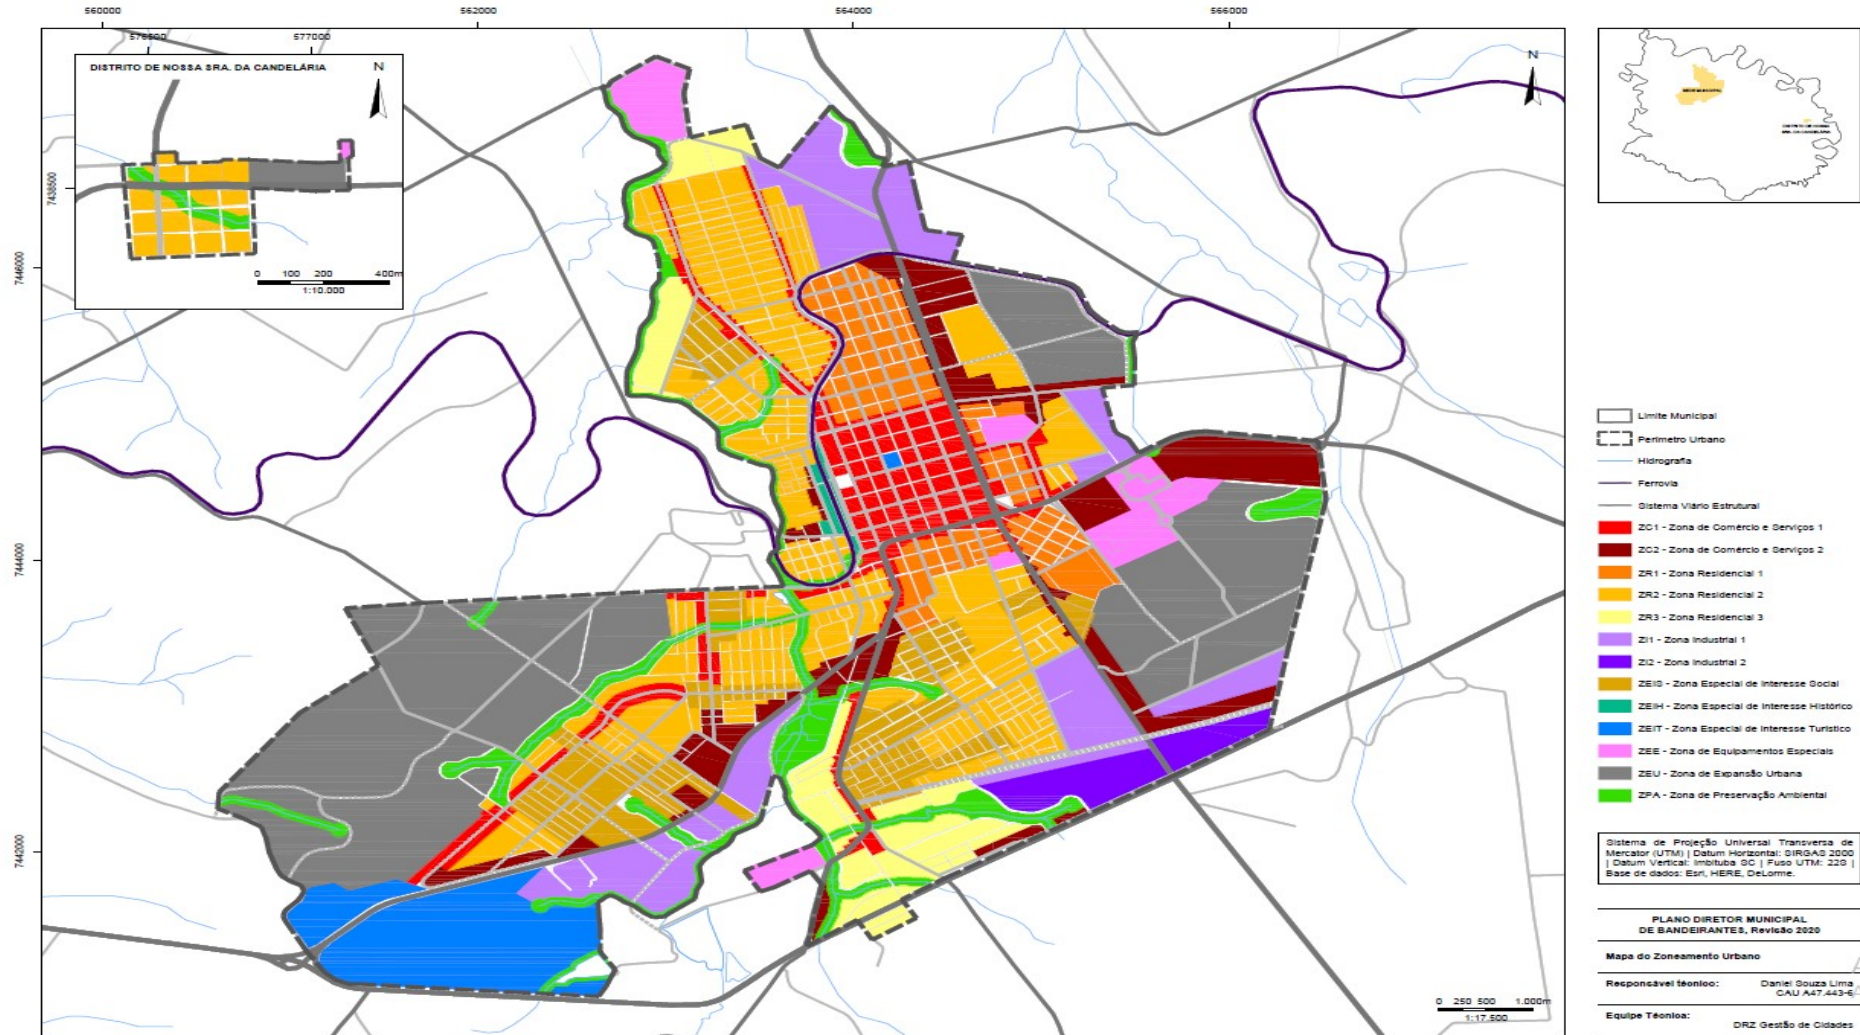 560000
562000
564000
566000
576500
577000
DISTRITO DE NOSSA SRA. DA CANDELÁRIA
N
7438500
0 100 200 400m
1:10.000
N
7446000
7444000
7442000
0 250 500 1.000m
1:17.500
SEDE MUNICIPAL
DISTRITO DE NOSSA
SRA. DA CANDELÁRIA
Limite Municipal
Perímetro Urbano
Hidrografia
Ferrovia
Sistema Viário Estrutural
ZC1 - Zona de Comércio e Serviços 1
ZC2 - Zona de Comércio e Serviços 2
ZR1 - Zona Residencial 1
ZR2 - Zona Residencial 2
ZR3 - Zona Residencial 3
ZI1 - Zona Industrial 1
ZI2 - Zona Industrial 2
ZEIS - Zona Especial de Interesse Social
ZEIH - Zona Especial de Interesse Histórico
ZEIT - Zona Especial de Interesse Turístico
ZEE - Zona de Equipamentos Especiais
ZEU - Zona de Expansão Urbana
ZPA - Zona de Preservação Ambiental
Sistema de Projeção Universal Transversa de
Mercator (UTM) | Datum Horizontal: SIRGAS 2000
| Datum Vertical: Imbituba SC | Fuso UTM: 22S |
Base de dados: Esri, HERE, DeLorme.
PLANO DIRETOR MUNICIPAL
DE BANDEIRANTES, Revisão 2020
Mapa do Zoneamento Urbano
Responsável técnico: Daniel Souza Lima
CAU A47.443-6
Equipe Técnica:
DRZ Gestão de Cidades